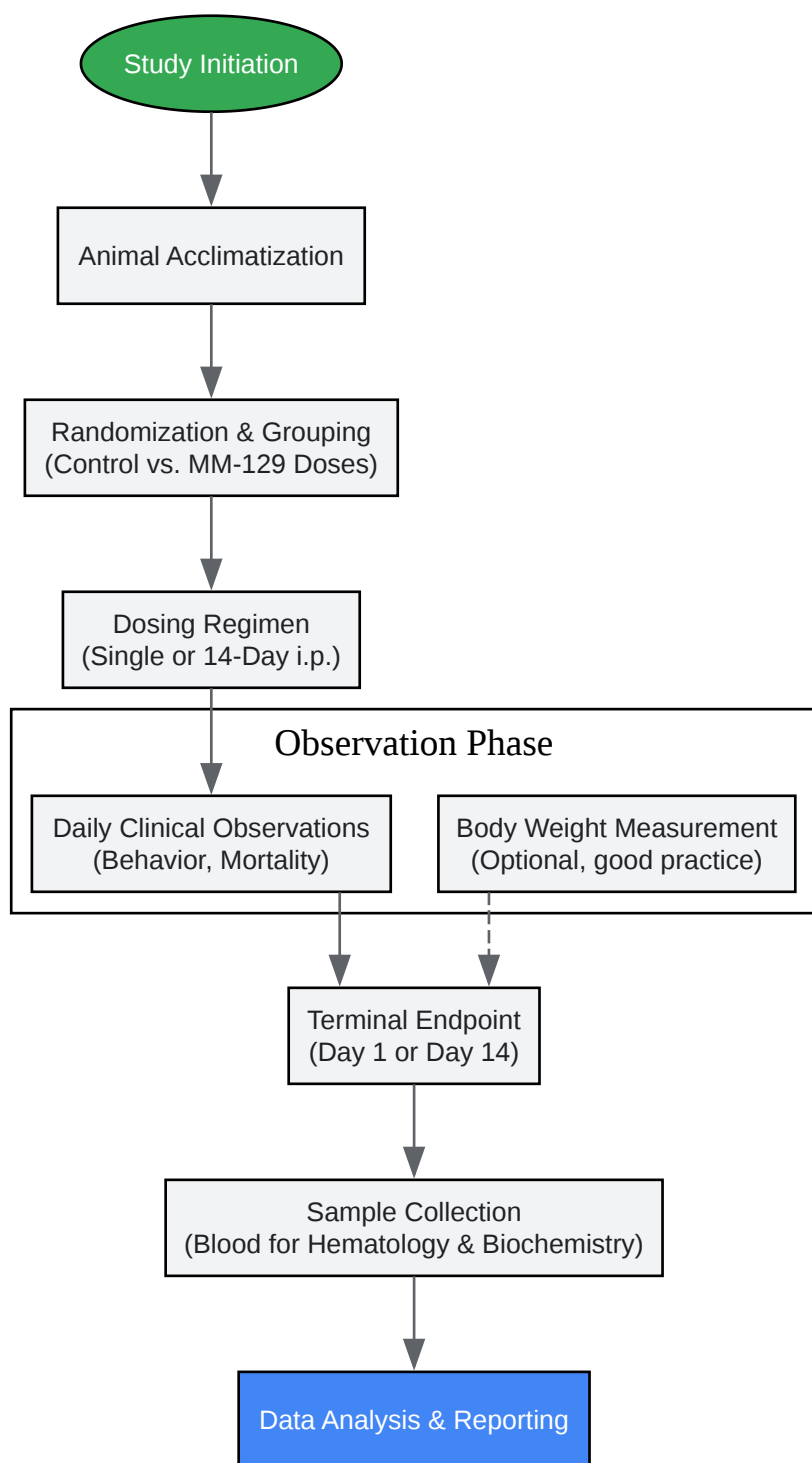 Study Initiation
Animal Acclimatization
Randomization & Grouping
(Control vs. MM-129 Doses)
Dosing Regimen
(Single or 14-Day i.p.)
Observation Phase
Daily Clinical Observations
(Behavior, Mortality)
Body Weight Measurement
(Optional, good practice)
Terminal Endpoint
(Day 1 or Day 14)
Sample Collection
(Blood for Hematology & Biochemistry)
Data Analysis & Reporting